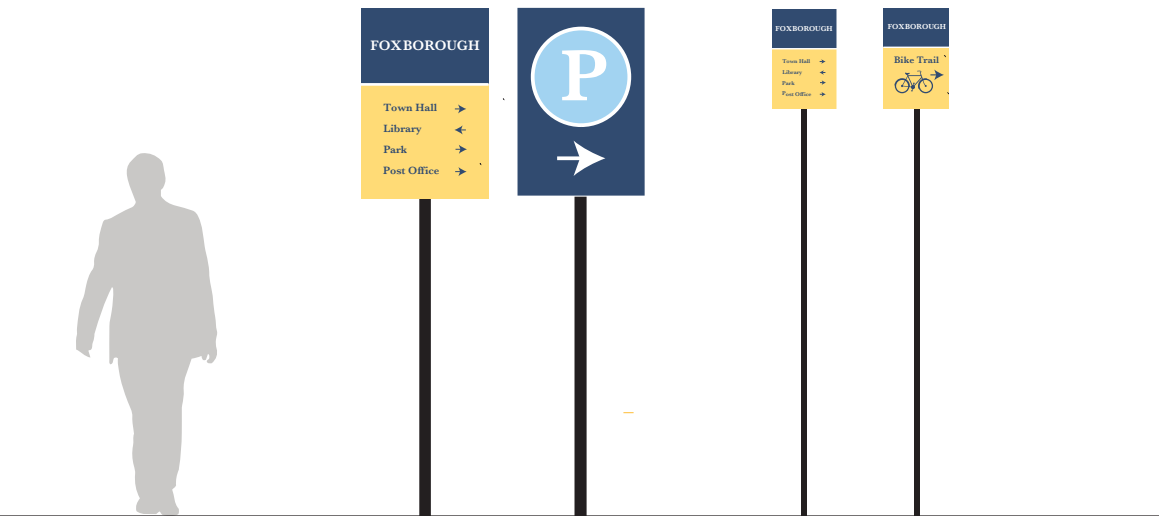 FOXBOROUGH
Town Hall
Library
Park
Post Office
P
FOXBOROUGH
Town Hall
Library
Park
Post Office
FOXBOROUGH
Bike Trail